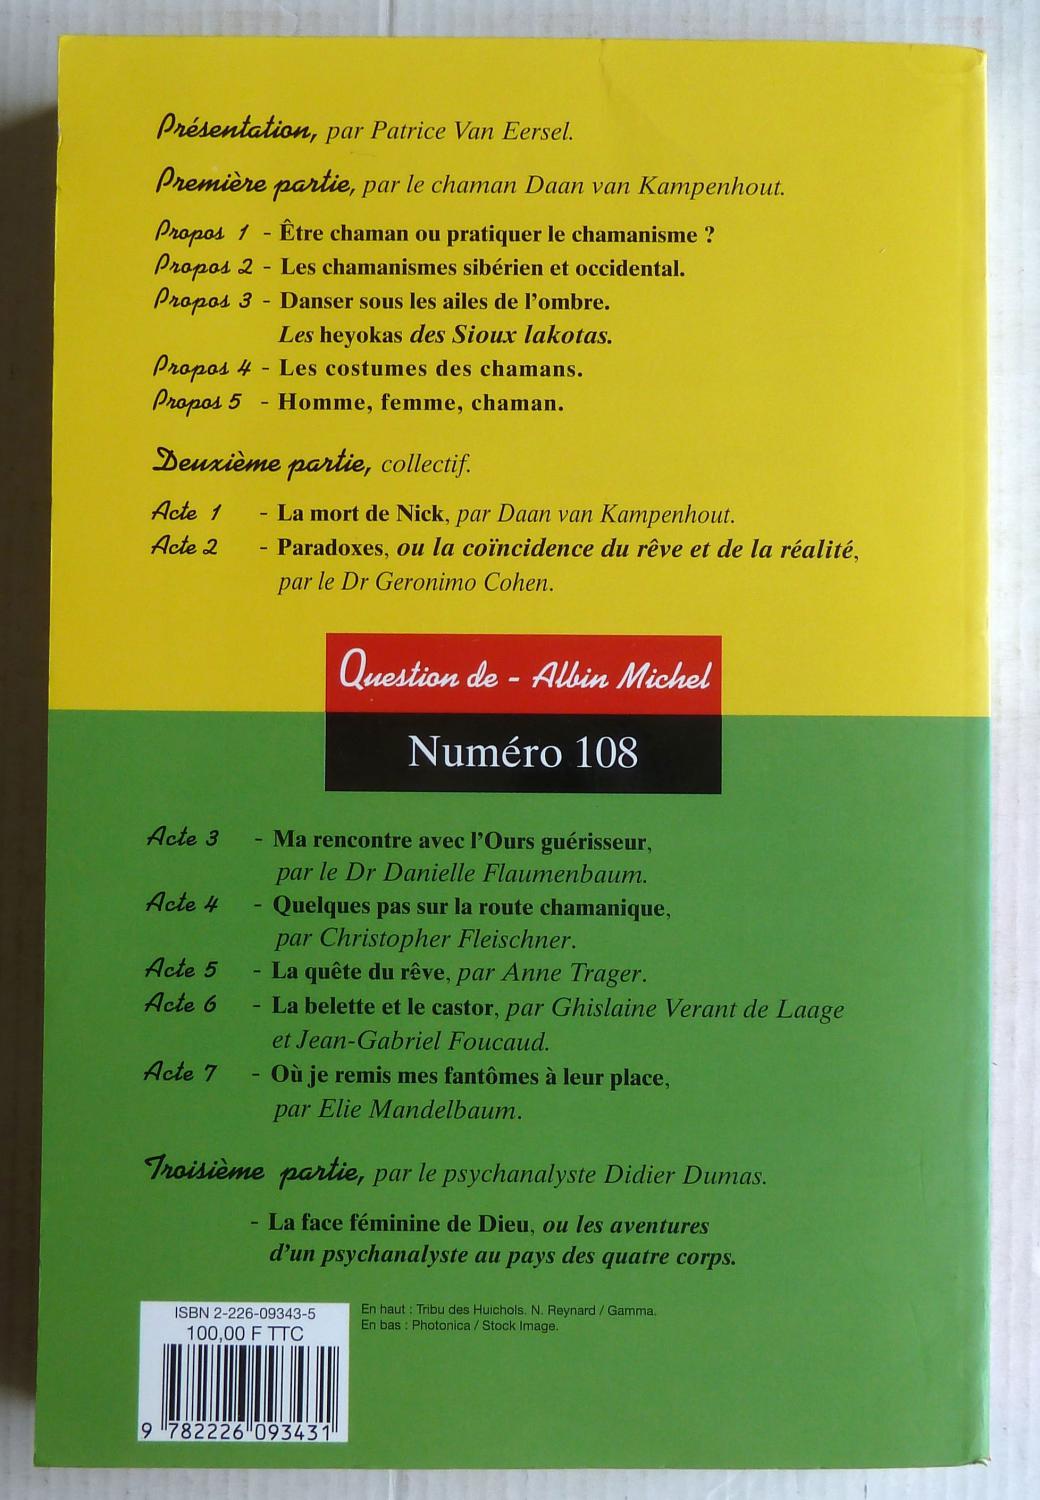 Présentation, par Patrice Van Eersel.
Première partie, par le chaman Daan van Kampenhout.
Propos 1 - Être chaman ou pratiquer le chamanisme ?
Propos 2 - Les chamanismes sibérien et occidental.
Propos 3 - Danser sous les ailes de l'ombre.
Les heyokas des Sioux lakotas.
Propos 4 - Les costumes des chamans.
Propos 5 - Homme, femme, chaman.
Deuxième partie, collectif.
Acte 1 - La mort de Nick, par Daan van Kampenhout.
Acte 2 - Paradoxes, ou la coïncidence du rêve et de la réalité,
par le Dr Geronimo Cohen.
Question de - Albin Michel
Numéro 108
Acte 3 - Ma rencontre avec l'Ours guérisseur,
par le Dr Danielle Flaumenbaum.
Acte 4 - Quelques pas sur la route chamanique,
par Christopher Fleischner.
Acte 5 - La quête du rêve, par Anne Trager.
Acte 6 - La belette et le castor, par Ghislaine Verant de Laage
et Jean-Gabriel Foucaud.
Acte 7 - Où je remis mes fantômes à leur place,
par Elie Mandelbaum.
Troisième partie, par le psychanalyste Didier Dumas.
- La face féminine de Dieu, ou les aventures
d'un psychanalyste au pays des quatre corps.
ISBN 2-226-09343-5
100,00 F TTC
9 782226 093431
En haut : Tribu des Huichols. N. Reynard / Gamma.
En bas : Photonica / Stock Image.